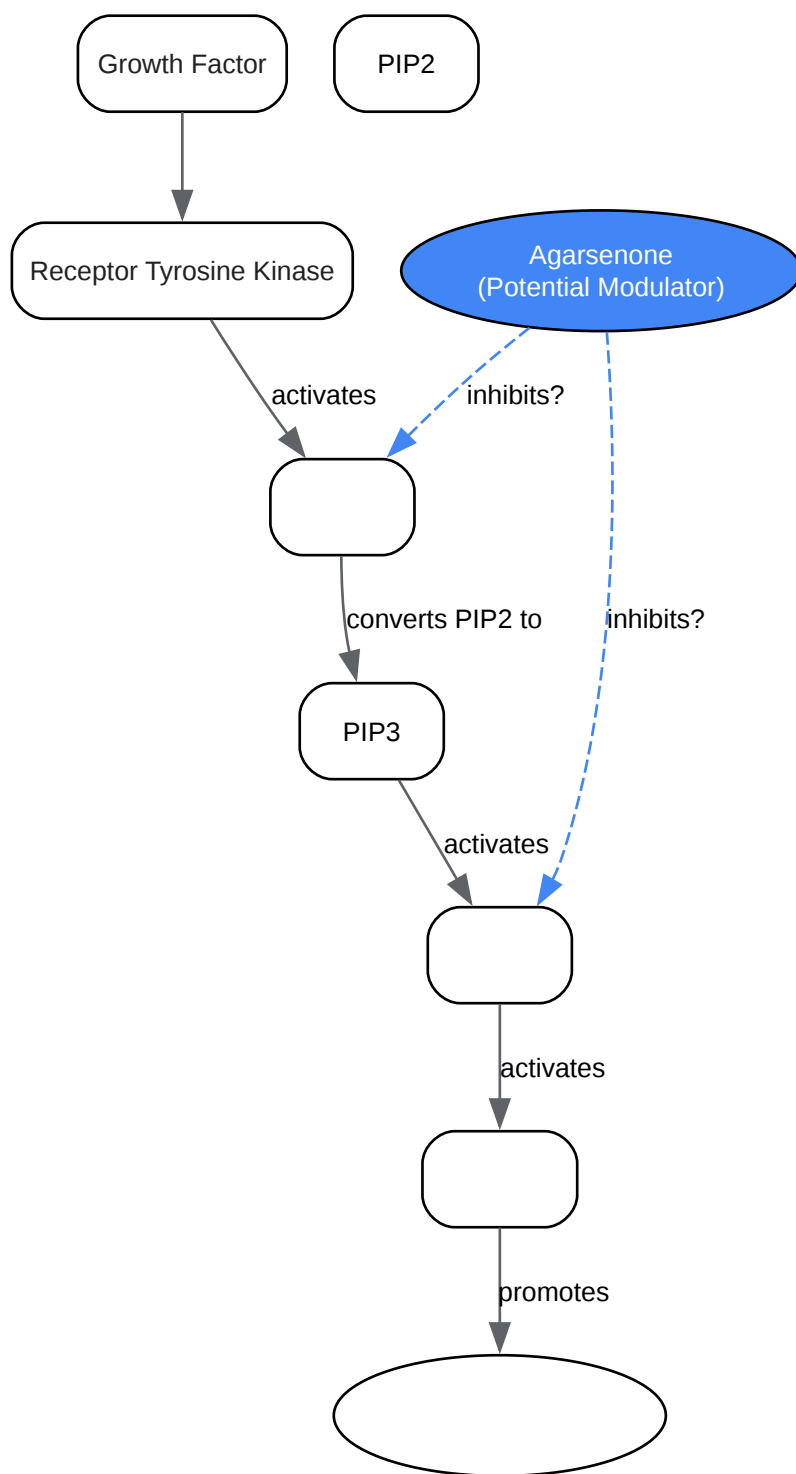 Growth Factor
PIP2
Receptor Tyrosine Kinase
Agarsenone
(Potential Modulator)
activates
inhibits?
converts PIP2 to
inhibits?
PIP3
activates
activates
promotes